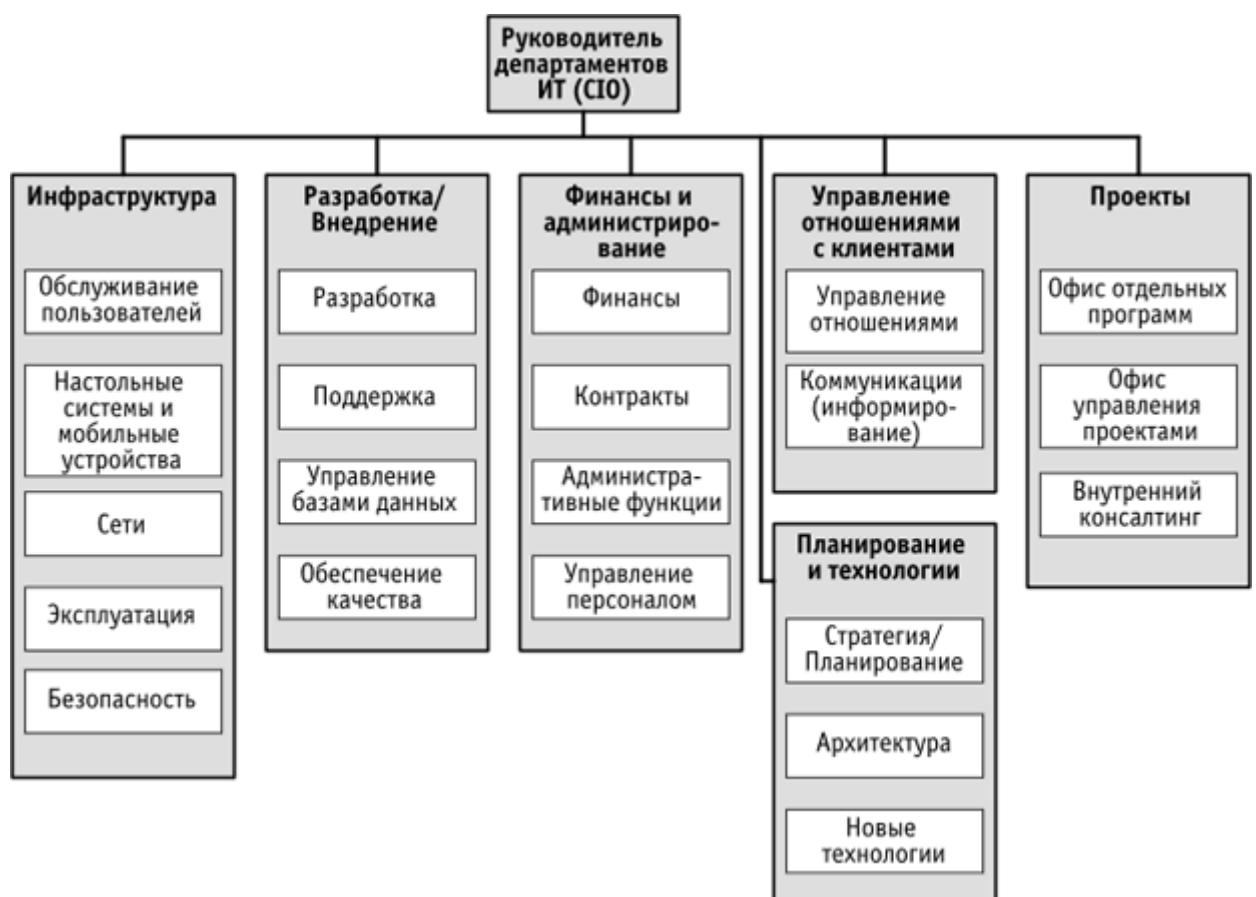 Руководитель
департаментов
ИТ (CIO)
Инфраструктура
Обслуживание
пользователей
Настольные
системы и
мобильные
устройства
Сети
Эксплуатация
Безопасность
Разработка/
Внедрение
Разработка
Поддержка
Управление
базами данных
Обеспечение
качества
Финансы и
администриро-
вание
Финансы
Контракты
Администра-
тивные функции
Управление
персоналом
Управление
отношениями
с клиентами
Управление
отношениями
Коммуникации
(информиро-
вание)
Планирование
и технологии
Стратегия/
Планирование
Архитектура
Новые
технологии
Проекты
Офис отдельных
программ
Офис
управления
проектами
Внутренний
консалтинг